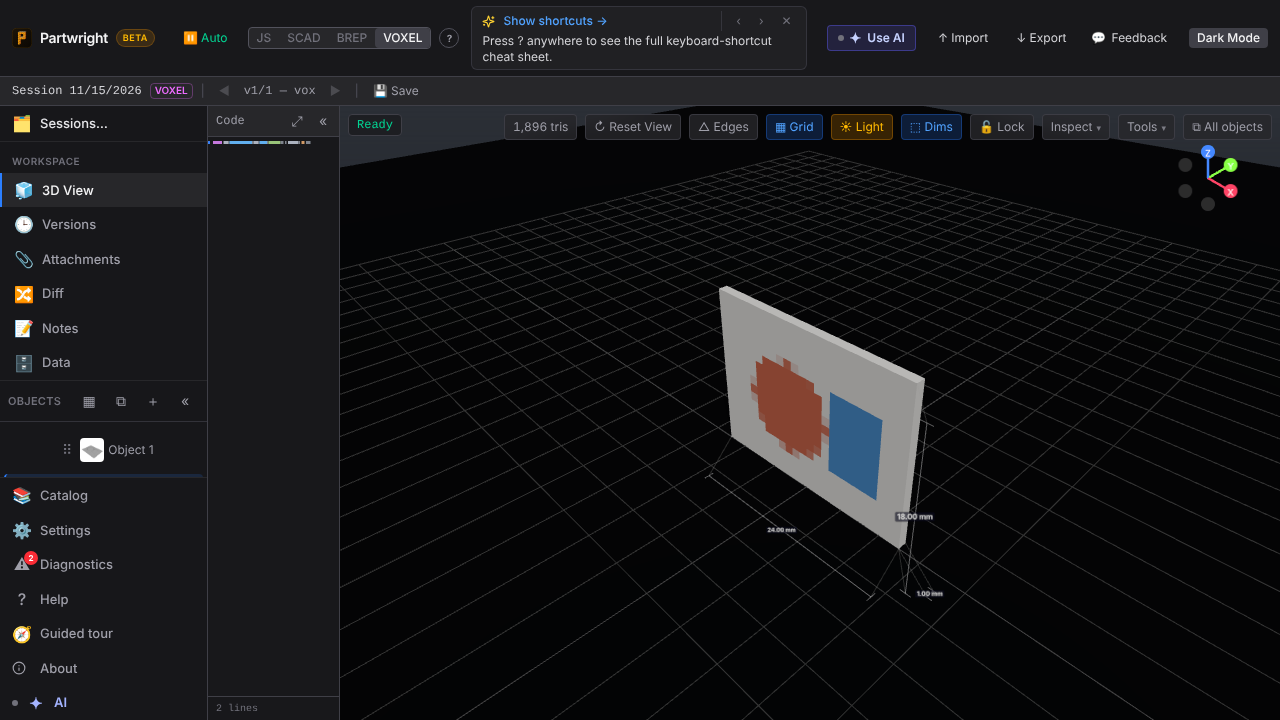 Partwright BETA
Auto
JS SCAD BREP VOXEL ?
Show shortcuts →
Press ? anywhere to see the full keyboard-shortcut
cheat sheet.
Use AI
↑ Import
↓ Export
Feedback
Dark Mode
Session 11/15/2026 VOXEL
v1/1 — vox
Save
Sessions...
WORKSPACE
3D View
Versions
Attachments
Diff
Notes
Data
OBJECTS
Object 1
Catalog
Settings
2
Diagnostics
Help
Guided tour
About
AI
Code
2 lines
Ready
1,896 tris
Reset View
Edges
Grid
Light
Dims
Lock
Inspect
Tools
All objects
Z
Y
X
18.00 mm
24.00 mm
1.00 mm